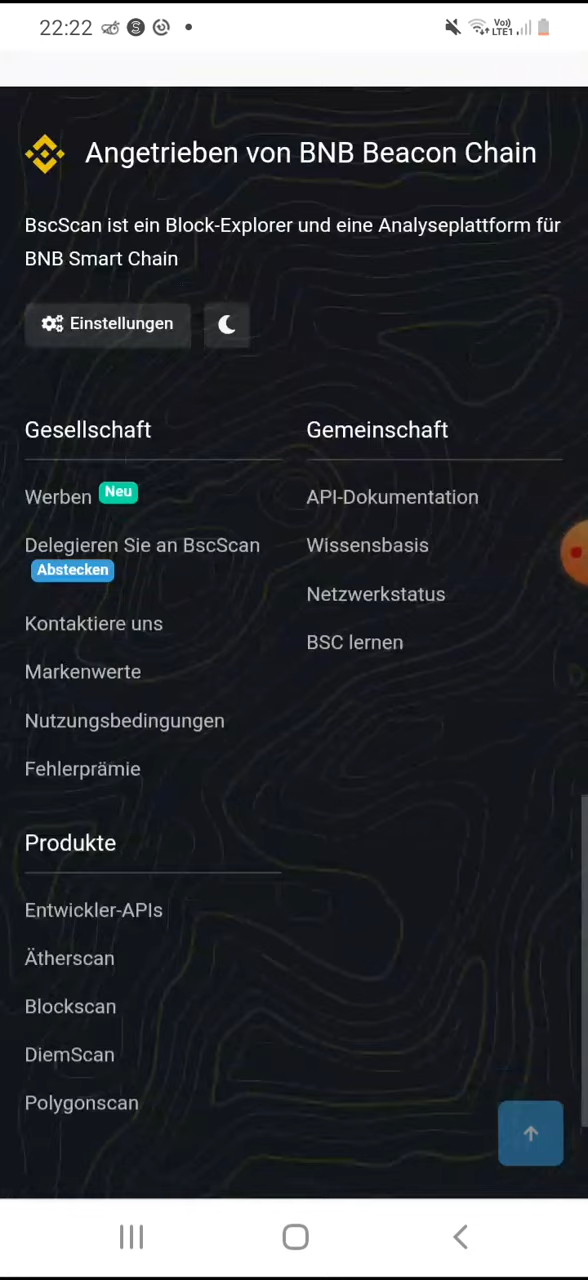 22:22
Vo))
LTE1
Angetrieben von BNB Beacon Chain
BscScan ist ein Block-Explorer und eine Analyseplattform für
BNB Smart Chain
Einstellungen
Gesellschaft
Werben Neu
Delegieren Sie an BscScan
Abstecken
Kontaktiere uns
Markenwerte
Nutzungsbedingungen
Fehlerprämie
Gemeinschaft
API-Dokumentation
Wissensbasis
Netzwerkstatus
BSC lernen
Produkte
Entwickler-APIs
Ätherscan
Blockscan
DiemScan
Polygonscan